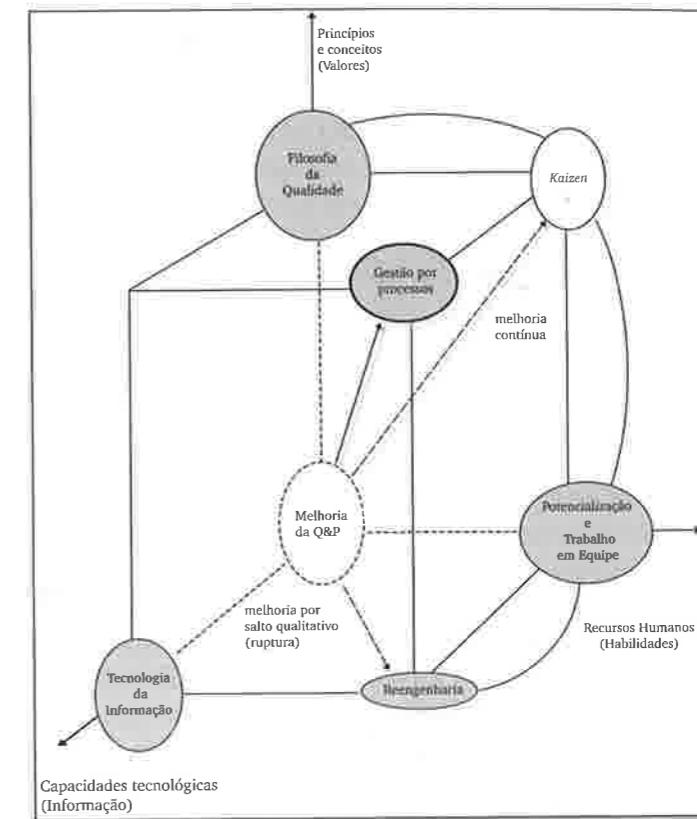 Princípios
e conceitos
(Valores)
Filosofia
da
Qualidade
Kaizen
Gestão por
processos
melhoria
contínua
Melhoria
da Q&P
Potencialização
e
Trabalho
em Equipe
melhoria por
salto qualitativo
(ruptura)
Recursos Humanos
(Habilidades)
Tecnologia
da
Informação
Reengenharia
Capacidades tecnológicas
(Informação)